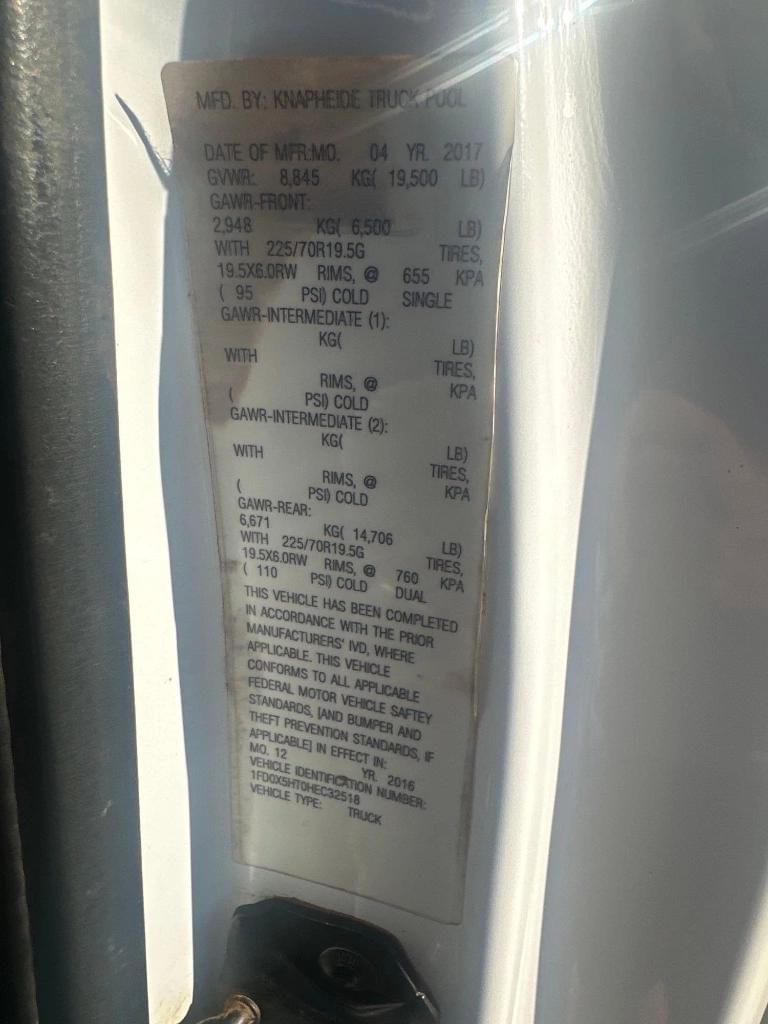 MFD. BY: KNAPHEIDE TRUCK POOL
DATE OF MFR:MO. 04 YR. 2017
GVWR: 8,845 KG( 19,500 LB)
GAWR-FRONT:
2,948 KG( 6,500 LB)
WITH 225/70R19.5G TIRES,
19.5X6.0RW RIMS, @ 655 KPA
( 95 PSI) COLD SINGLE
GAWR-INTERMEDIATE (1):
KG( LB)
WITH TIRES,
RIMS, @ KPA
( PSI) COLD
GAWR-INTERMEDIATE (2):
KG( LB)
WITH TIRES,
RIMS, @ KPA
( PSI) COLD
GAWR-REAR:
6,671 KG( 14,706 LB)
WITH 225/70R19.5G TIRES,
19.5X6.0RW RIMS, @ 760 KPA
( 110 PSI) COLD DUAL
THIS VEHICLE HAS BEEN COMPLETED
IN ACCORDANCE WITH THE PRIOR
MANUFACTURERS' IVD, WHERE
APPLICABLE. THIS VEHICLE
CONFORMS TO ALL APPLICABLE
FEDERAL MOTOR VEHICLE SAFTEY
STANDARDS, [AND BUMPER AND
THEFT PREVENTION STANDARDS, IF
APPLICABLE] IN EFFECT IN:
MO. 12 YR. 2016
VEHICLE IDENTIFICATION NUMBER:
1FD0X5HT0HEC32518
VEHICLE TYPE: TRUCK